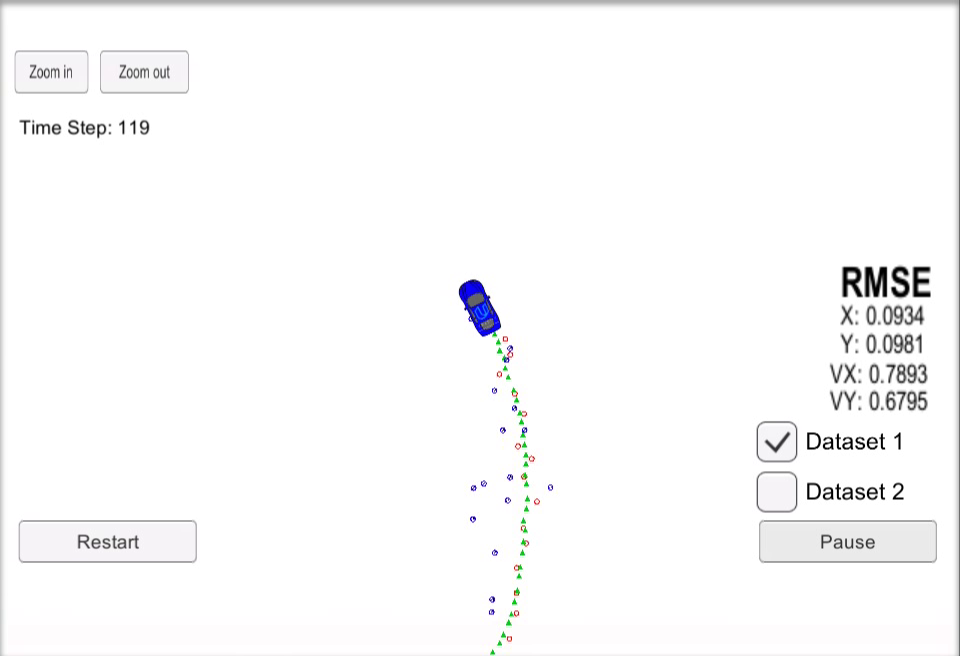 Zoom in
Zoom out
Time Step: 119
RMSE
X: 0.0934
Y: 0.0981
VX: 0.7893
VY: 0.6795
Dataset 1
Dataset 2
Restart
Pause